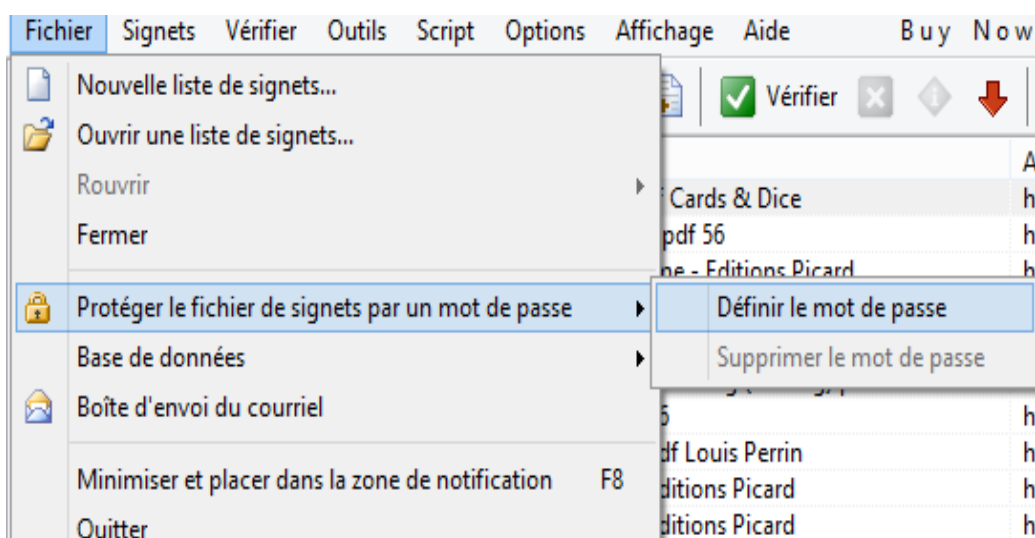 Fichier Signets Vérifier Outils Script Options Affichage Aide Buy Now
Nouvelle liste de signets...
Vérifier
Ouvrir une liste de signets...
Rouvrir
Cards & Dice
Fermer
pdf 56
- Editions Picard
Protéger le fichier de signets par un mot de passe
Définir le mot de passe
Base de données
Supprimer le mot de passe
Boîte d'envoi du courriel
Louis Perrin
Minimiser et placer dans la zone de notification F8
ditions Picard
Quitter
ditions Picard